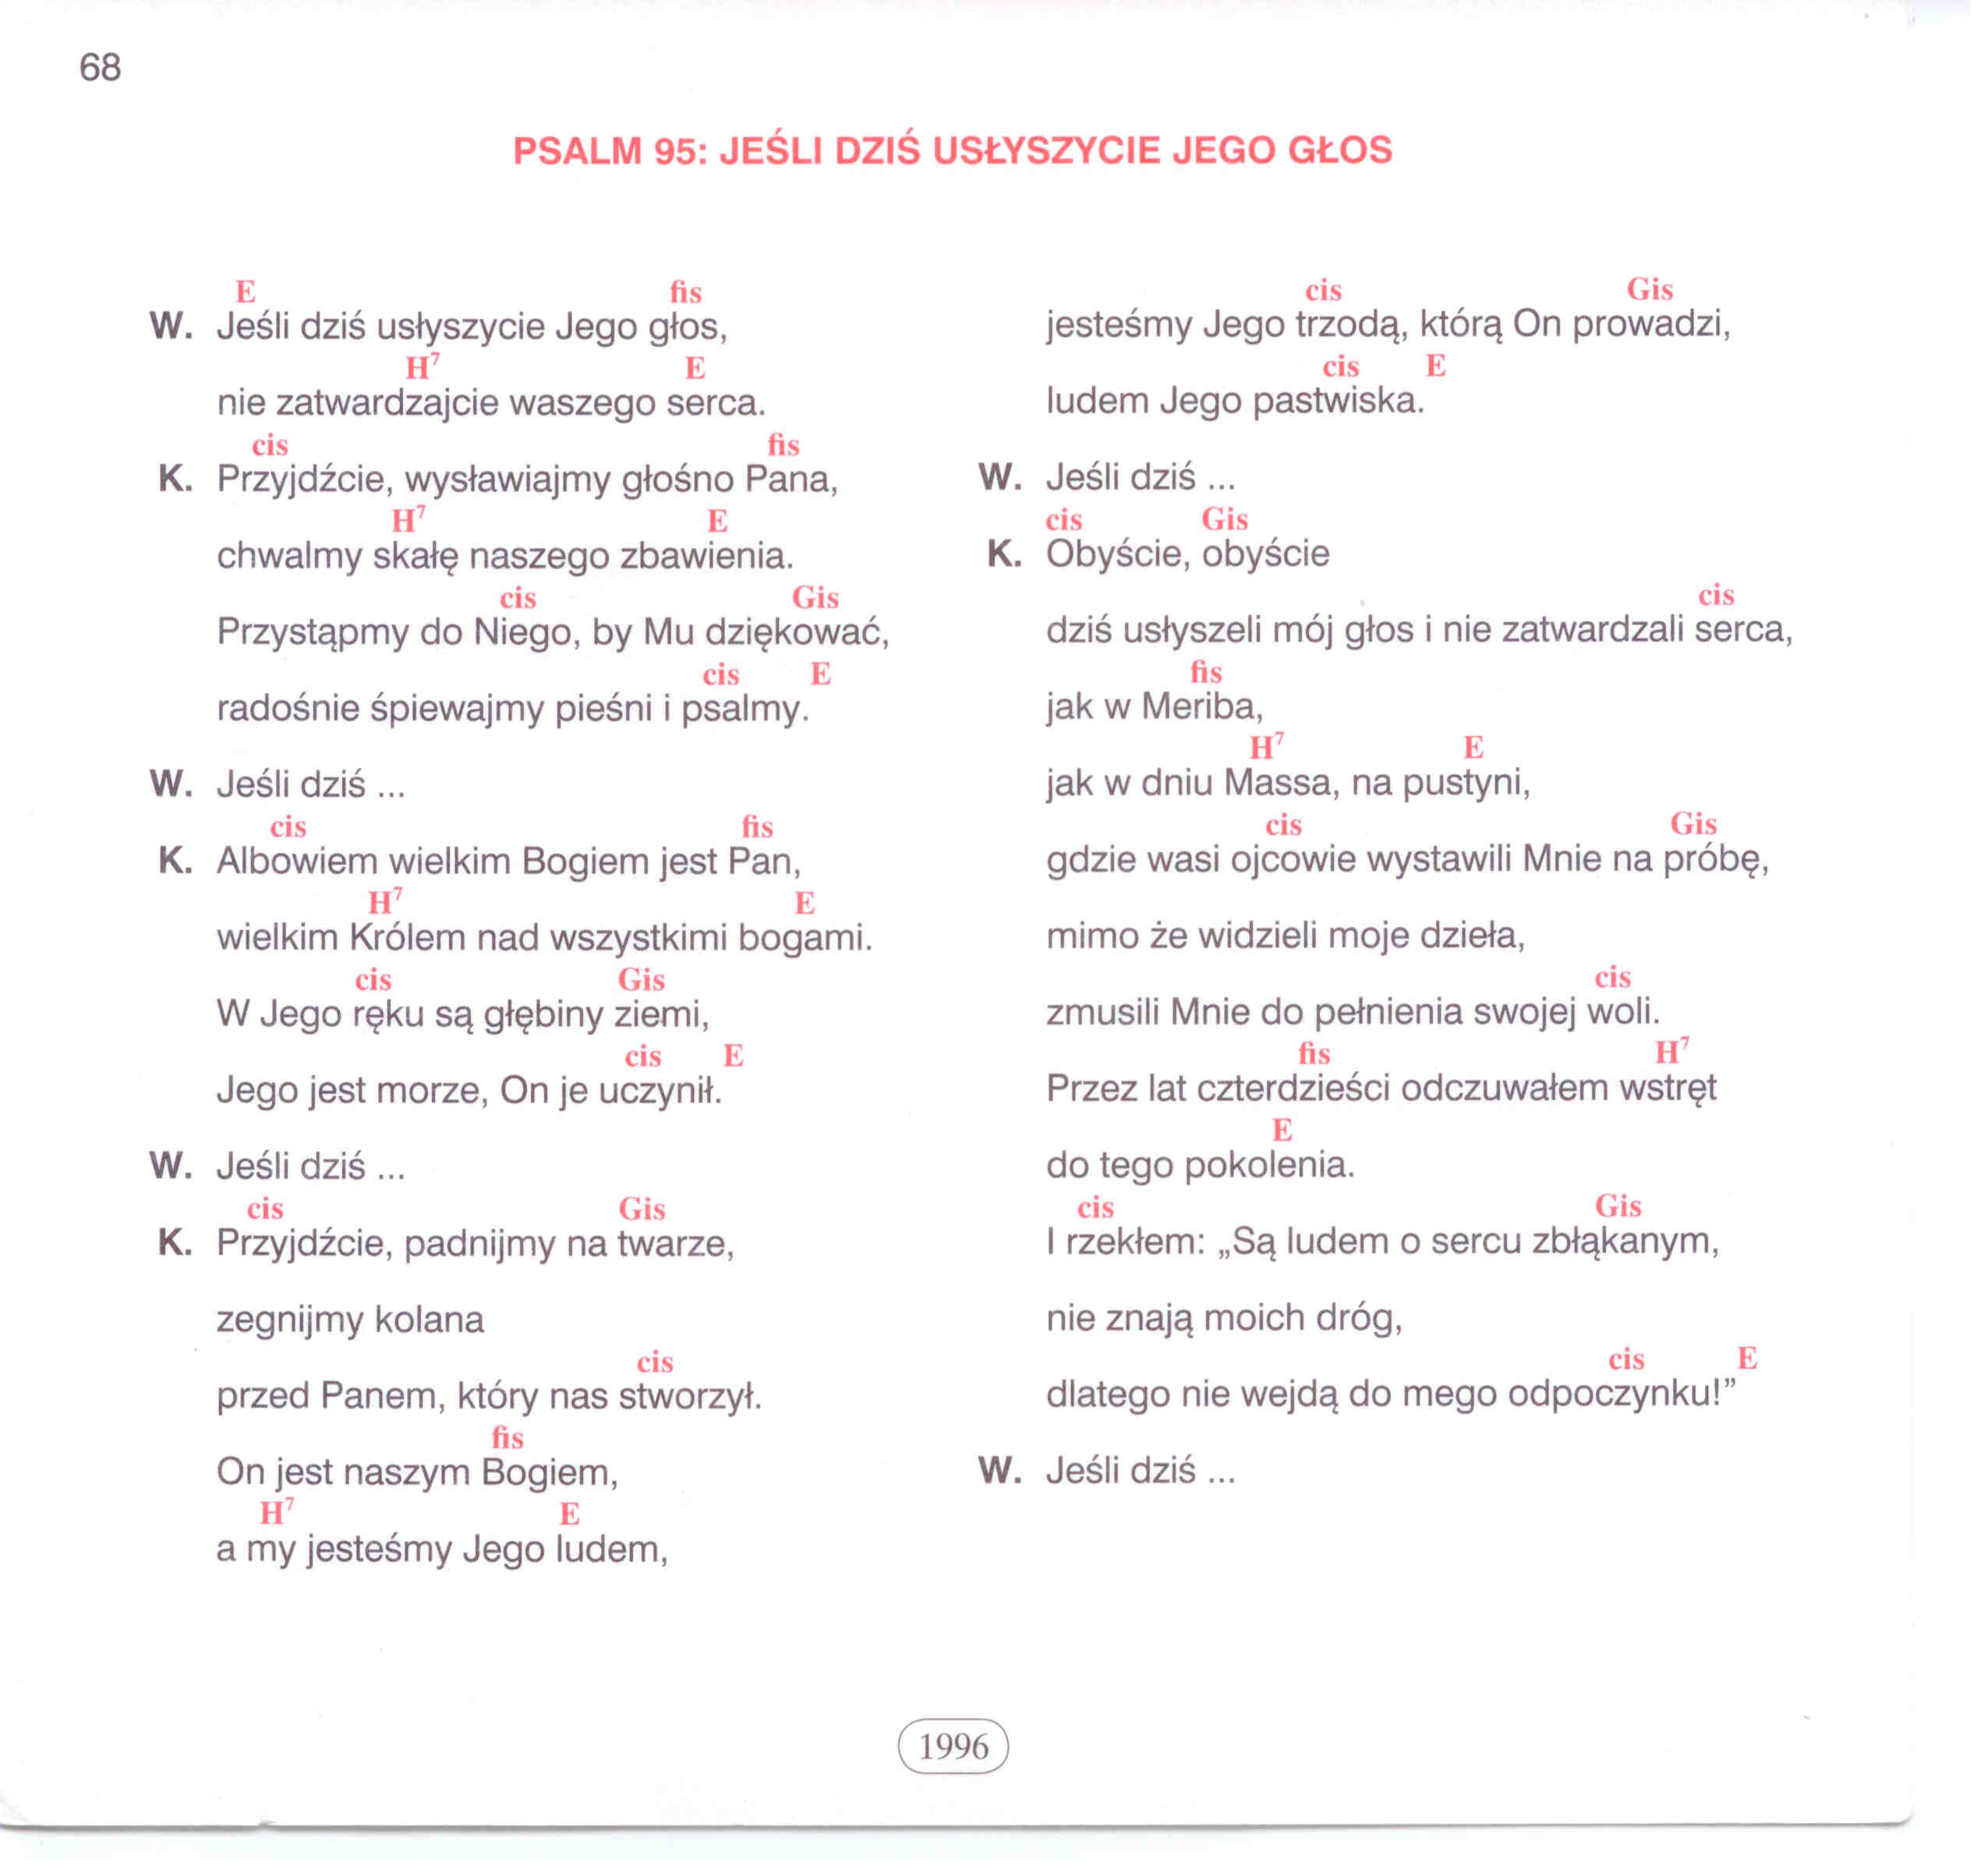 68
PSALM 95: JEŚLI DZIŚ USŁYSZYCIE JEGO GŁOS
E fis
W. Jeśli dziś usłyszycie Jego głos,
H7 E
nie zatwardzajcie waszego serca.
cis fis
K. Przyjdźcie, wysławiajmy głośno Pana,
H7 E
chwalmy skałę naszego zbawienia.
cis Gis
Przystąpmy do Niego, by Mu dziękować,
cis E
radośnie śpiewajmy pieśni i psalmy.
W. Jeśli dziś ...
cis fis
K. Albowiem wielkim Bogiem jest Pan,
H7 E
wielkim Królem nad wszystkimi bogami.
cis Gis
W Jego ręku są głębiny ziemi,
cis E
Jego jest morze, On je uczynił.
W. Jeśli dziś ...
cis Gis
K. Przyjdźcie, padnijmy na twarze,
zegnijmy kolana
cis
przed Panem, który nas stworzył.
fis
On jest naszym Bogiem,
H7 E
a my jesteśmy Jego ludem,
cis Gis
jesteśmy Jego trzodą, którą On prowadzi,
cis E
ludem Jego pastwiska.
W. Jeśli dziś ...
cis Gis
K. Obyście, obyście
cis
dziś usłyszeli mój głos i nie zatwardzali serca,
fis
jak w Meriba,
H7 E
jak w dniu Massa, na pustyni,
cis Gis
gdzie wasi ojcowie wystawili Mnie na próbę,
mimo że widzieli moje dzieła,
cis
zmusili Mnie do pełnienia swojej woli.
fis H7
Przez lat czterdzieści odczuwałem wstręt
E
do tego pokolenia.
cis Gis
I rzekłem: „Są ludem o sercu zbłąkanym,
nie znają moich dróg,
cis E
dlatego nie wejdą do mego odpoczynku!”
W. Jeśli dziś ...
1996